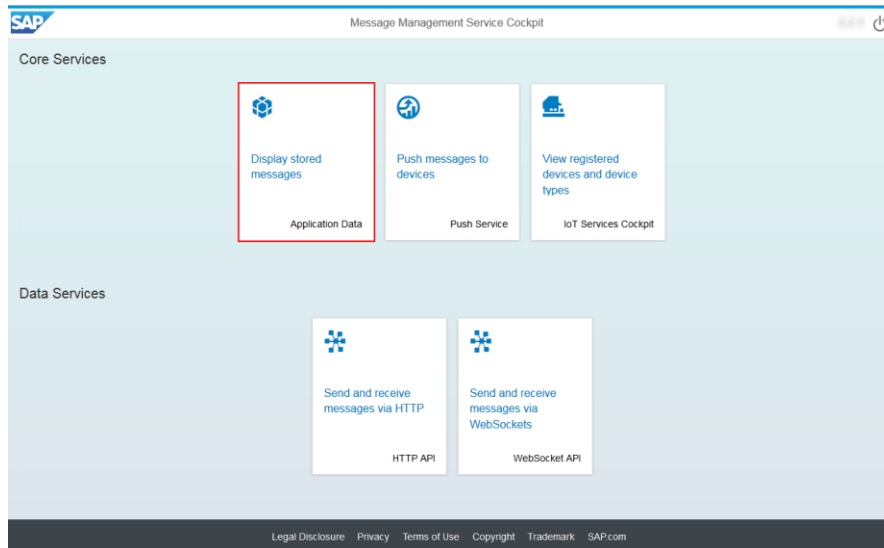 SAP
Message Management Service Cockpit
Core Services
Display stored
messages
Application Data
Push messages to
devices
Push Service
View registered
devices and device
types
IoT Services Cockpit
Data Services
Send and receive
messages via HTTP
HTTP API
Send and receive
messages via
WebSockets
WebSocket API
Legal Disclosure Privacy Terms of Use Copyright Trademark SAP.com